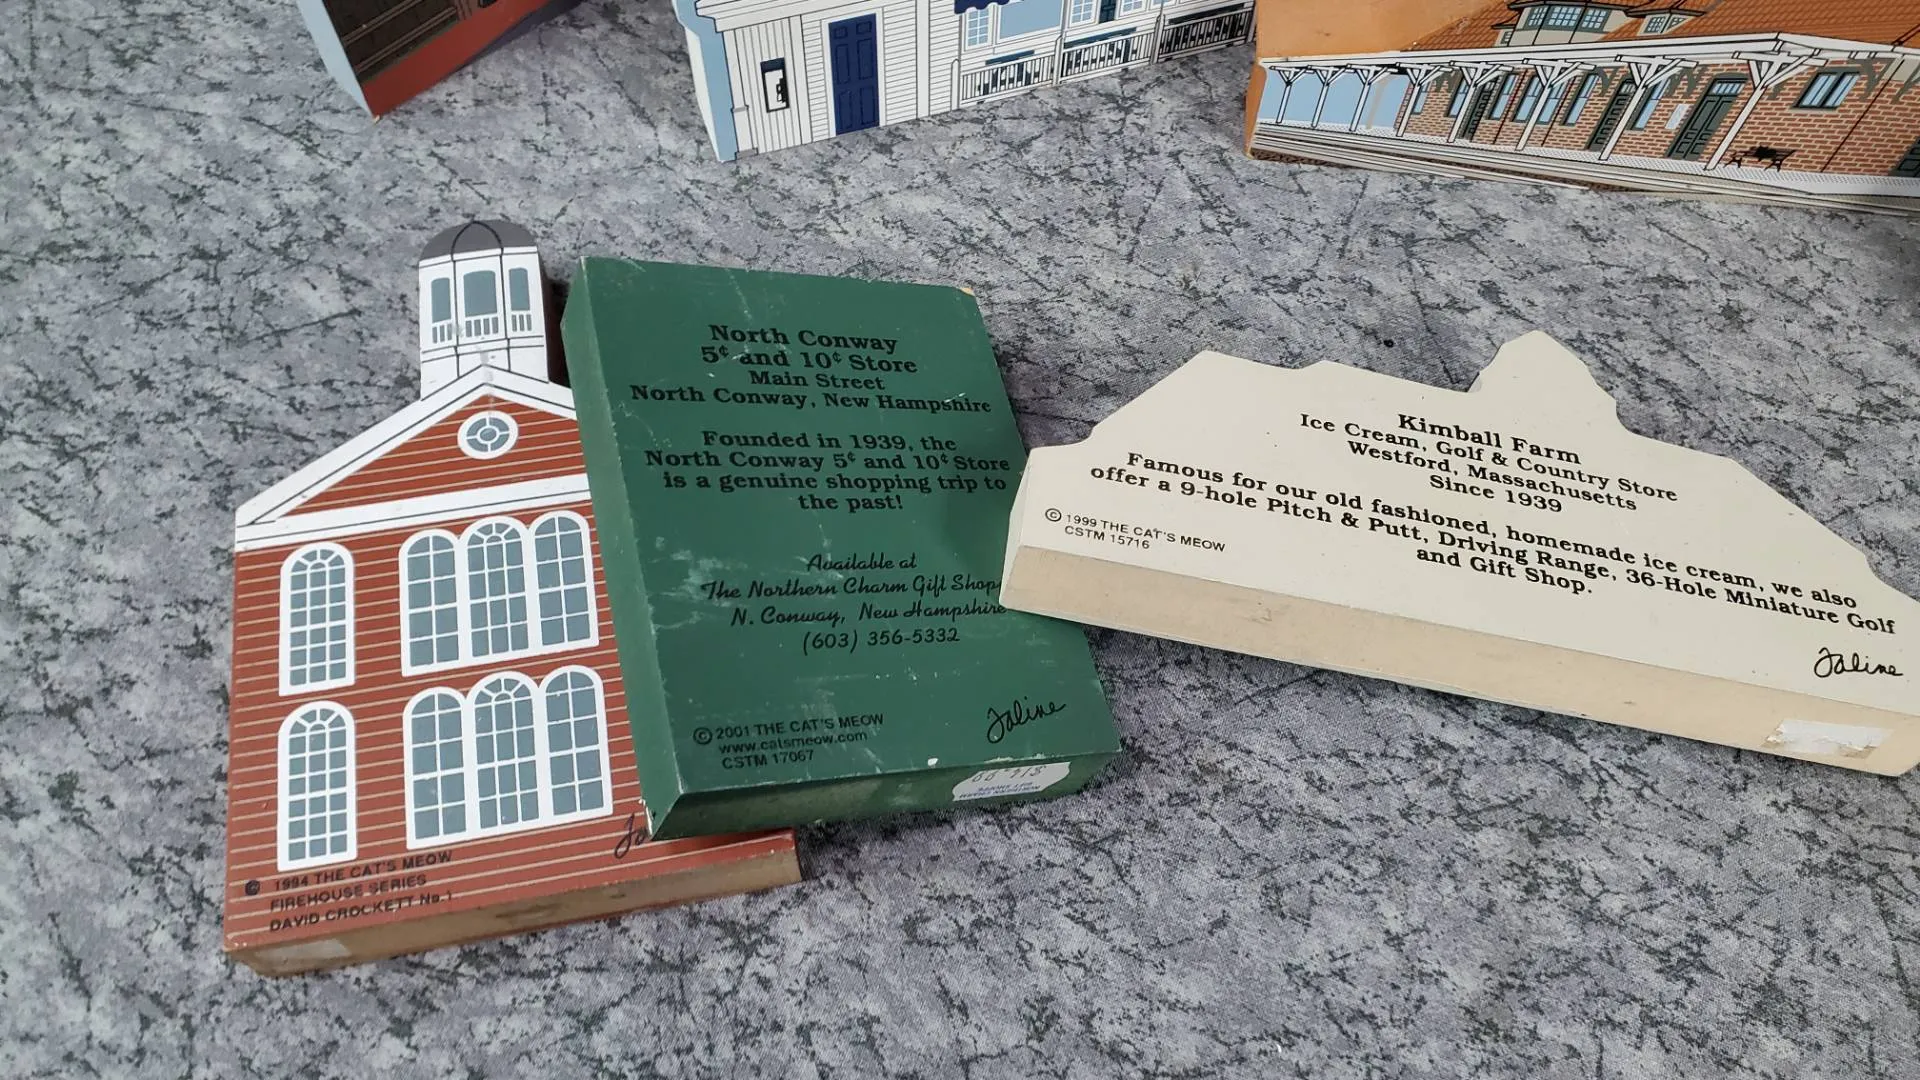 © 1994 THE CAT'S MEOW
FIREHOUSE SERIES
DAVID CROCKETT No. 1
North Conway
5¢ and 10¢ Store
Main Street
North Conway, New Hampshire
Founded in 1939, the
North Conway 5¢ and 10¢ Store
is a genuine shopping trip to
the past!
Available at
The Northern Charm Gift Shop
N. Conway, New Hampshire
(603) 356-5332
© 2001 THE CAT'S MEOW
www.catsmeow.com
CSTM 17067
Jaline
Kimball Farm
Ice Cream, Golf & Country Store
Westford, Massachusetts
Since 1939
Famous for our old fashioned, homemade ice cream, we also
offer a 9-hole Pitch & Putt, Driving Range, 36-Hole Miniature Golf
and Gift Shop.
© 1999 THE CAT'S MEOW
CSTM 15716
Jaline